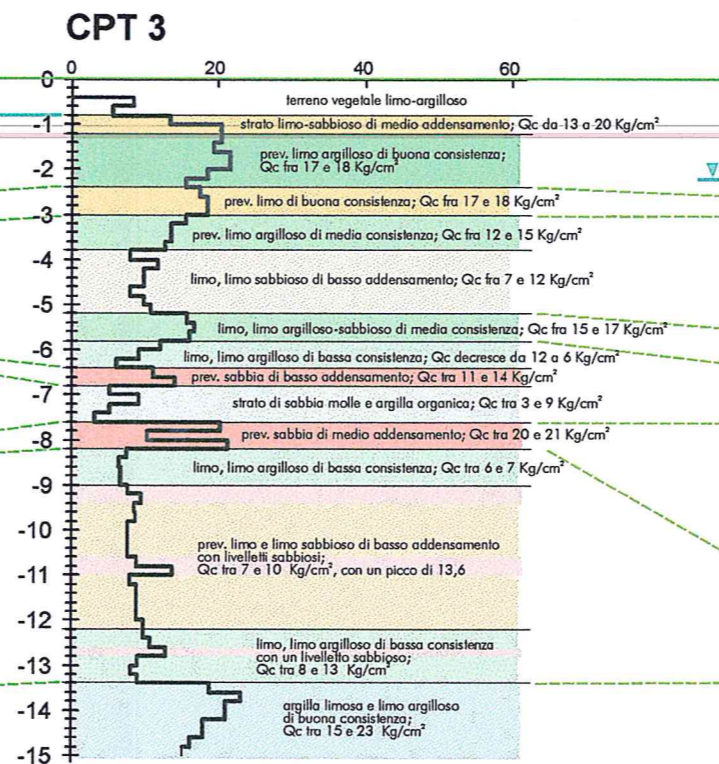 CPT 3
0 20 40 60
0
terreno vegetale limo-argilloso
-1
strato limo-sabbioso di medio addensamento; Qc da 13 a 20 Kg/cm²
prev. limo argilloso di buona consistenza;
Qc fra 17 e 18 Kg/cm²
-2
prev. limo di buona consistenza; Qc fra 17 e 18 Kg/cm²
-3
prev. limo argilloso di media consistenza; Qc fra 12 e 15 Kg/cm²
-4
limo, limo sabbioso di basso addensamento; Qc fra 7 e 12 Kg/cm²
-5
limo, limo argilloso-sabbioso di media consistenza; Qc fra 15 e 17 Kg/cm²
-6
limo, limo argilloso di bassa consistenza; Qc decresce da 12 a 6 Kg/cm²
prev. sabbia di basso addensamento; Qc tra 11 e 14 Kg/cm²
-7
strato di sabbia molle e argilla organica; Qc tra 3 e 9 Kg/cm²
-8
prev. sabbia di medio addensamento; Qc tra 20 e 21 Kg/cm²
limo, limo argilloso di bassa consistenza; Qc tra 6 e 7 Kg/cm²
-9
-10
prev. limo e limo sabbioso di basso addensamento
con livelletti sabbiosi;
Qc tra 7 e 10 Kg/cm², con un picco di 13,6
-11
-12
limo, limo argilloso di bassa consistenza
con un livelletto sabbioso;
Qc tra 8 e 13 Kg/cm²
-13
argilla limosa e limo argilloso
di buona consistenza;
Qc tra 15 e 23 Kg/cm²
-14
-15